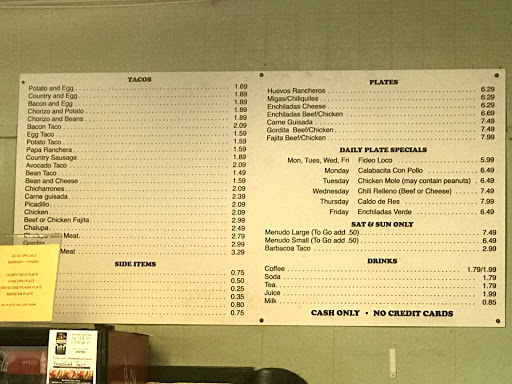 TACOS
Potato and Egg 1.69
Country and Egg 1.89
Bacon and Egg 1.89
Chorizo and Potato 1.89
Chorizo and Beans 1.89
Bacon Taco 2.09
Egg Taco 1.59
Potato Taco 1.59
Papa Ranchera 1.59
Country Sausage 1.89
Avocado Taco 2.09
Bean Taco 1.49
Bean and Cheese 1.59
Chicharrones 2.09
Carne guisada 2.39
Picadillo 2.09
Chicken 2.09
Beef or Chicken Fajita 2.99
Chalupa 2.49
Meat. 2.79
Gordita 2.99
Meat 3.29
SIDE ITEMS
0.75
0.50
0.25
0.35
0.80
0.75
PLATES
Huevos Rancheros 6.29
Migas/Chiliquiles 6.29
Enchiladas Cheese 6.29
Enchiladas Beef/Chicken 6.69
Carne Guisada 7.49
Gordita Beef/Chicken 7.49
Fajita Beef/Chicken 7.99
DAILY PLATE SPECIALS
Mon, Tues, Wed, Fri Fideo Loco 5.99
Monday Calabacita Con Pollo 6.49
Tuesday Chicken Mole (may contain peanuts) 6.49
Wednesday Chili Relleno (Beef or Cheese) 7.49
Thursday Caldo de Res 7.99
Friday Enchiladas Verde 6.49
SAT & SUN ONLY
Menudo Large (To Go add .50) 7.49
Menudo Small (To Go add .50) 6.49
Barbacoa Taco 2.99
DRINKS
Coffee 1.79/1.99
Soda 1.79
Tea. 1.79
Juice 1.99
Milk 0.85
CASH ONLY • NO CREDIT CARDS